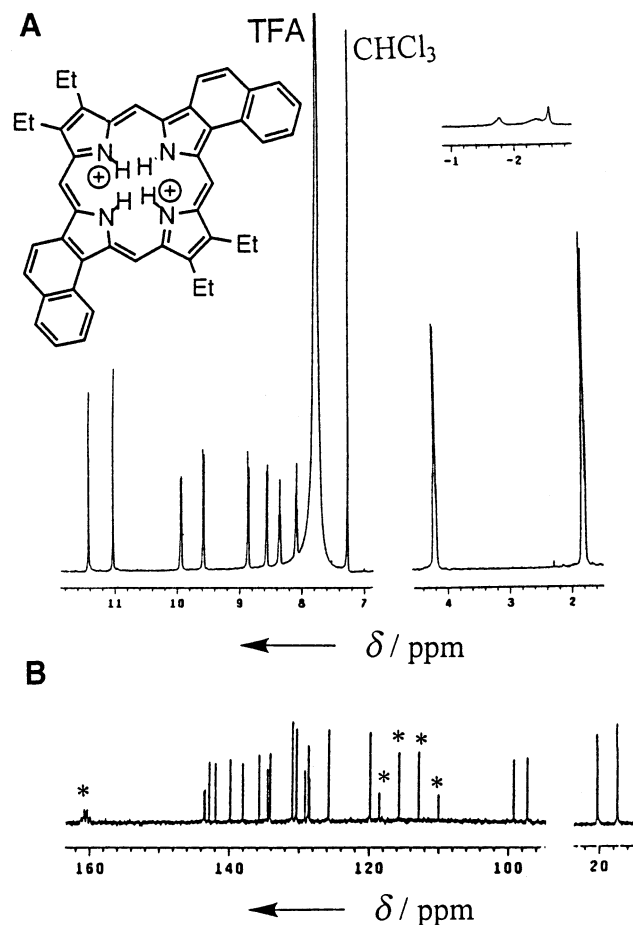 A
TFA
CHCl3
Et
Et
N
H
H
N
+
H
+
N
H
N
Et
Et
-1 -2
11 10 9 8 7
4 3 2
δ / ppm
B
* * * * *
160 140 120 100
20
δ / ppm